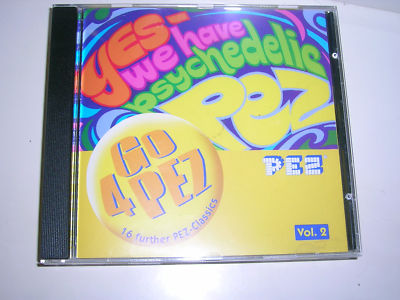 YES-
we have
psychedelic
PEZ
GO
4 PEZ
16 further PEZ-Classics
PEZ
Vol. 2